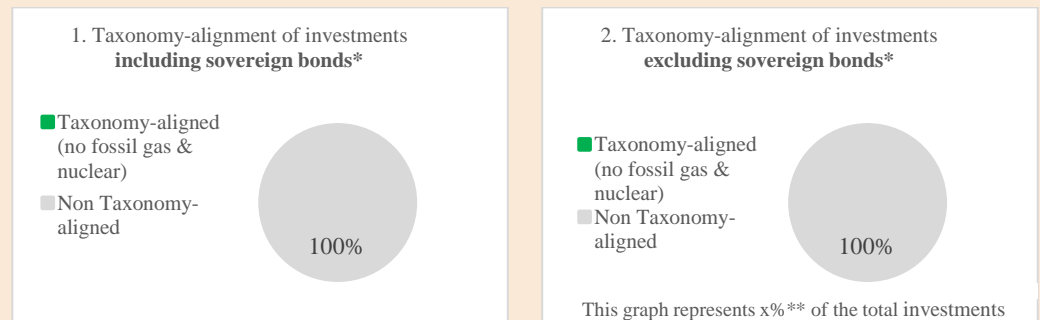 1. Taxonomy-alignment of investments
including sovereign bonds*
Taxonomy-aligned
(no fossil gas &
nuclear)
Non Taxonomy-
aligned
100%
2. Taxonomy-alignment of investments
excluding sovereign bonds*
Taxonomy-aligned
(no fossil gas &
nuclear)
Non Taxonomy-
aligned
100%
This graph represents x%** of the total investments